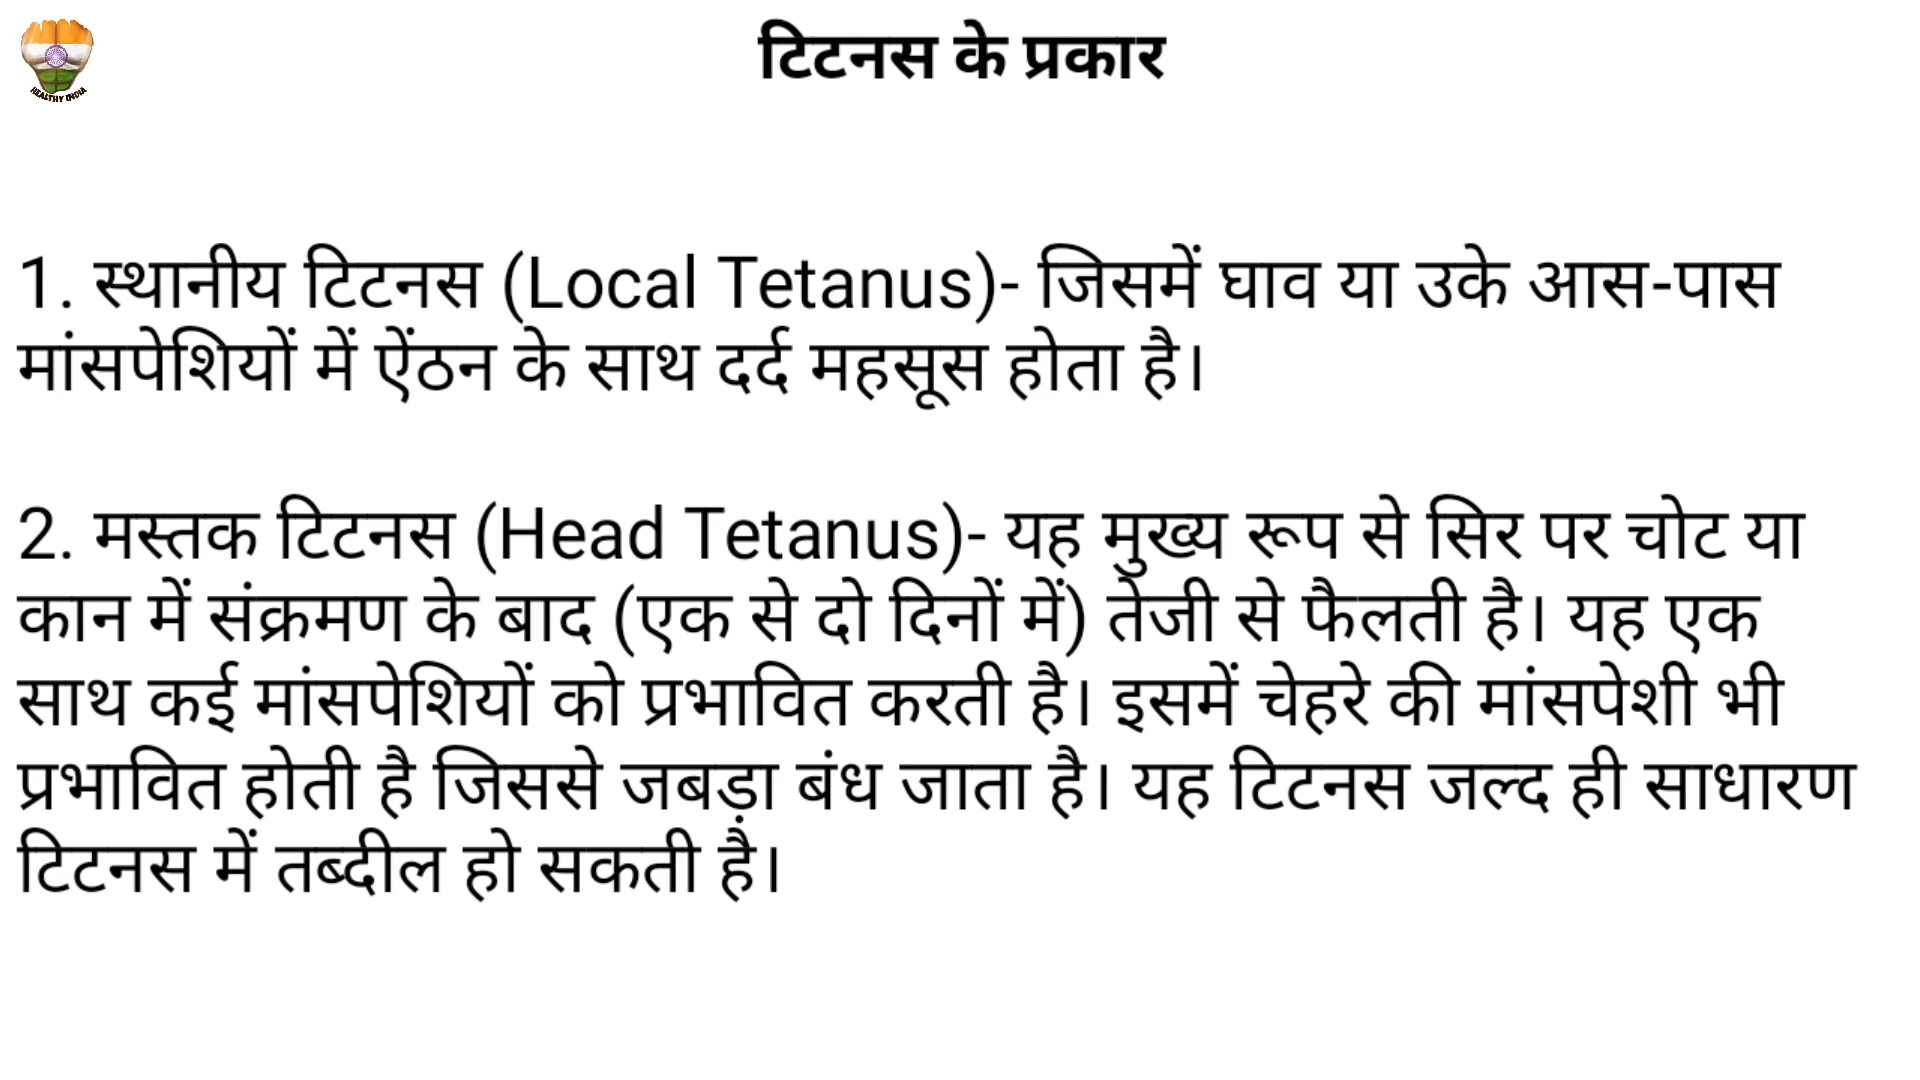 HEALTHY INDIA
टिटनस के प्रकार
1. स्थानीय टिटनस (Local Tetanus)- जिसमें घाव या उके आस-पास
मांसपेशियों में ऐंठन के साथ दर्द महसूस होता है।
2. मस्तक टिटनस (Head Tetanus)- यह मुख्य रूप से सिर पर चोट या
कान में संक्रमण के बाद (एक से दो दिनों में) तेजी से फैलती है। यह एक
साथ कई मांसपेशियों को प्रभावित करती है। इसमें चेहरे की मांसपेशी भी
प्रभावित होती है जिससे जबड़ा बंध जाता है। यह टिटनस जल्द ही साधारण
टिटनस में तब्दील हो सकती है।